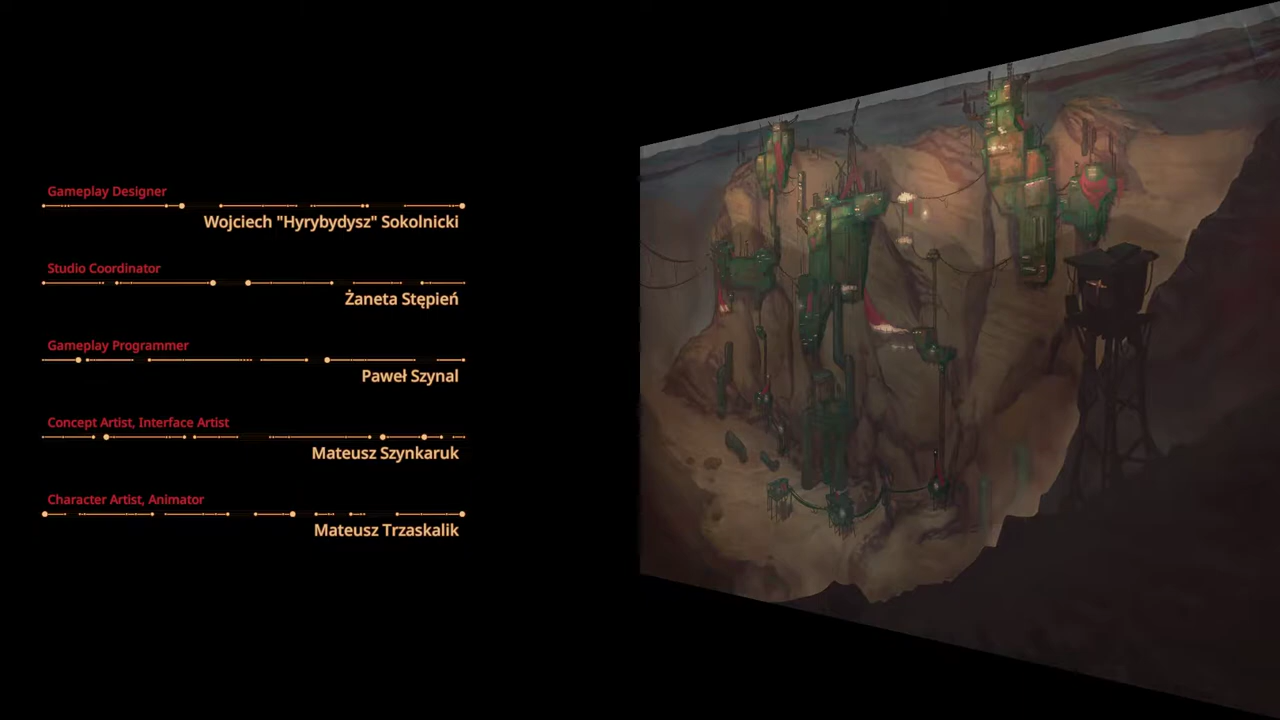 Gameplay Designer
Wojciech "Hyrybydysz" Sokolnicki
Studio Coordinator
Żaneta Stępień
Gameplay Programmer
Paweł Szynal
Concept Artist, Interface Artist
Mateusz Szynkaruk
Character Artist, Animator
Mateusz Trzaskalik